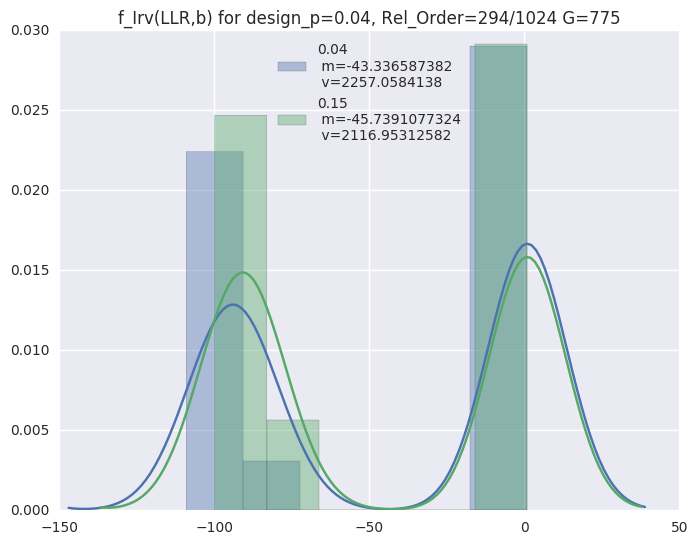 f_Irv(LLR,b) for design_p=0.04, Rel_Order=294/1024 G=775
0.030
0.025
0.020
0.015
0.010
0.005
0.000
0.04
m=-43.336587382
v=2257.0584138
0.15
m=-45.7391077324
v=2116.95312582
−150
−100
−50
0
50